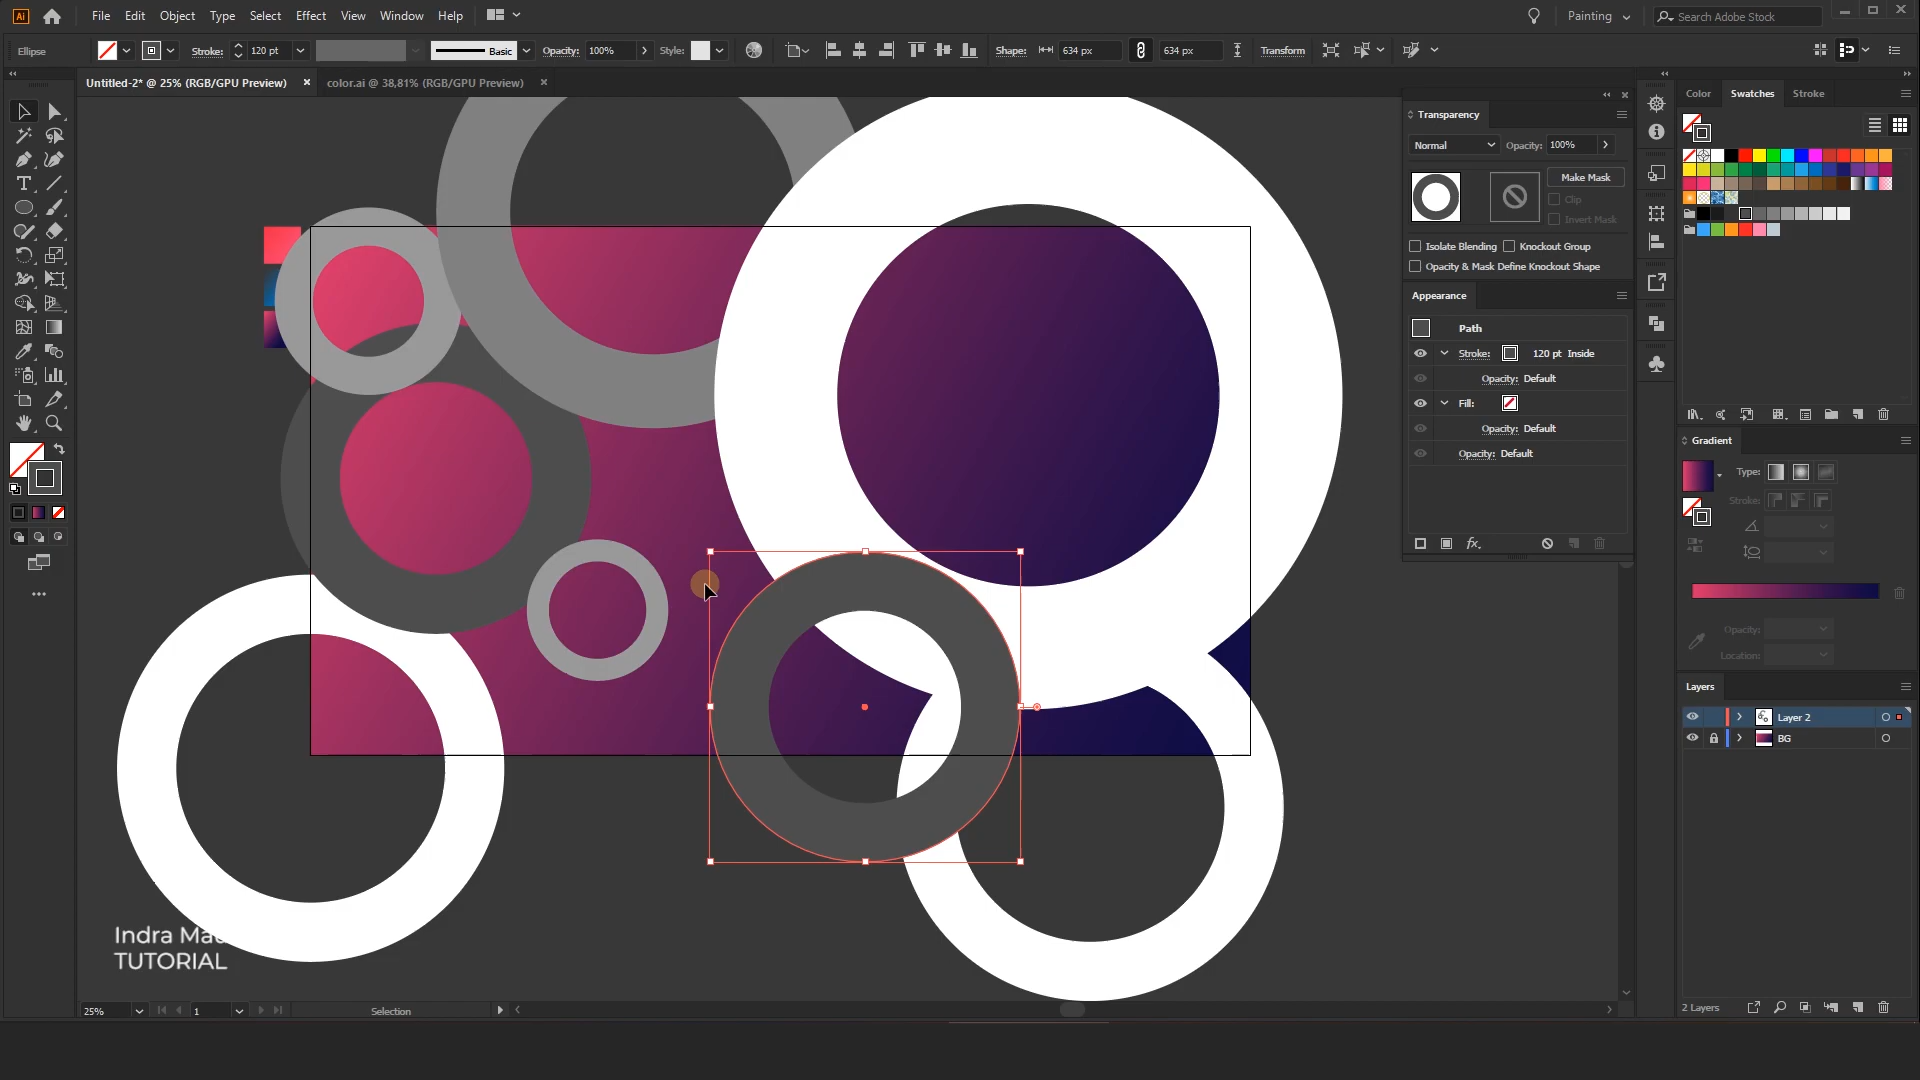 Ai File Edit Object Type Select Effect View Window Help Painting Search Adobe Stock
Ellipse Stroke: 120 pt Basic Opacity: 100% Style: Shape: 634 px 634 px Transform
Untitled-2* @ 25% (RGB/GPU Preview) × color.ai @ 38,81% (RGB/GPU Preview) ×
Transparency
Normal Opacity: 100%
Make Mask
Clip
Invert Mask
Isolate Blending Knockout Group
Opacity & Mask Define Knockout Shape
Appearance
Path
Stroke: 120 pt Inside
Opacity: Default
Fill:
Opacity: Default
Opacity: Default
fx
Color Swatches Stroke
Gradient
Type:
Stroke:
Opacity:
Location:
Layers
Layer 2
BG
2 Layers
Indra Mad
TUTORIAL
25% 1 Selection